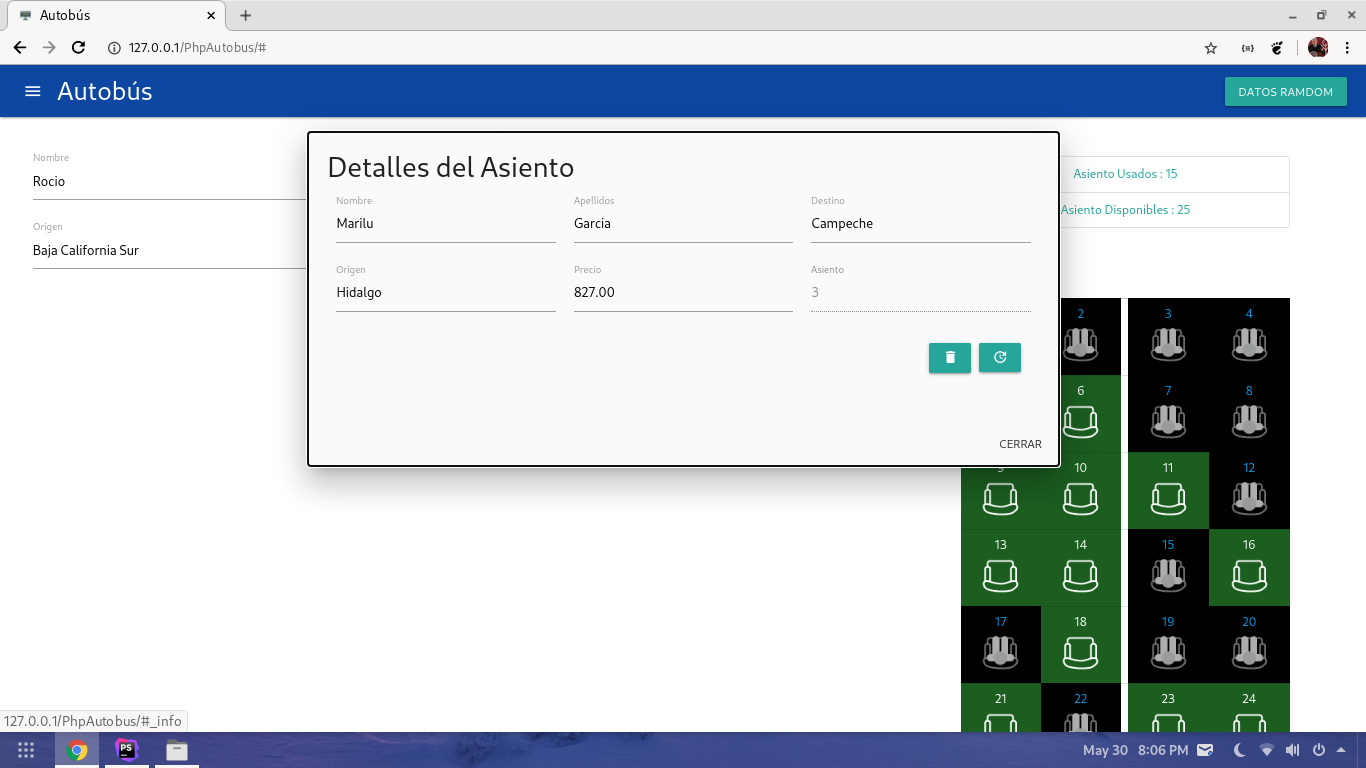 Autobús
127.0.0.1/PhpAutobus/#
Autobús
DATOS RAMDOM
Nombre
Rocio
Origen
Baja California Sur
Detalles del Asiento
Nombre Apellidos Destino
Marilu Garcia Campeche
Origen Precio Asiento
Hidalgo 827.00 3
CERRAR
Asiento Usados : 15
Asiento Disponibles : 25
2 3 4
6 7 8
9 10 11 12
13 14 15 16
17 18 19 20
21 22 23 24
127.0.0.1/PhpAutobus/#_info
PS
May 30 8:06 PM